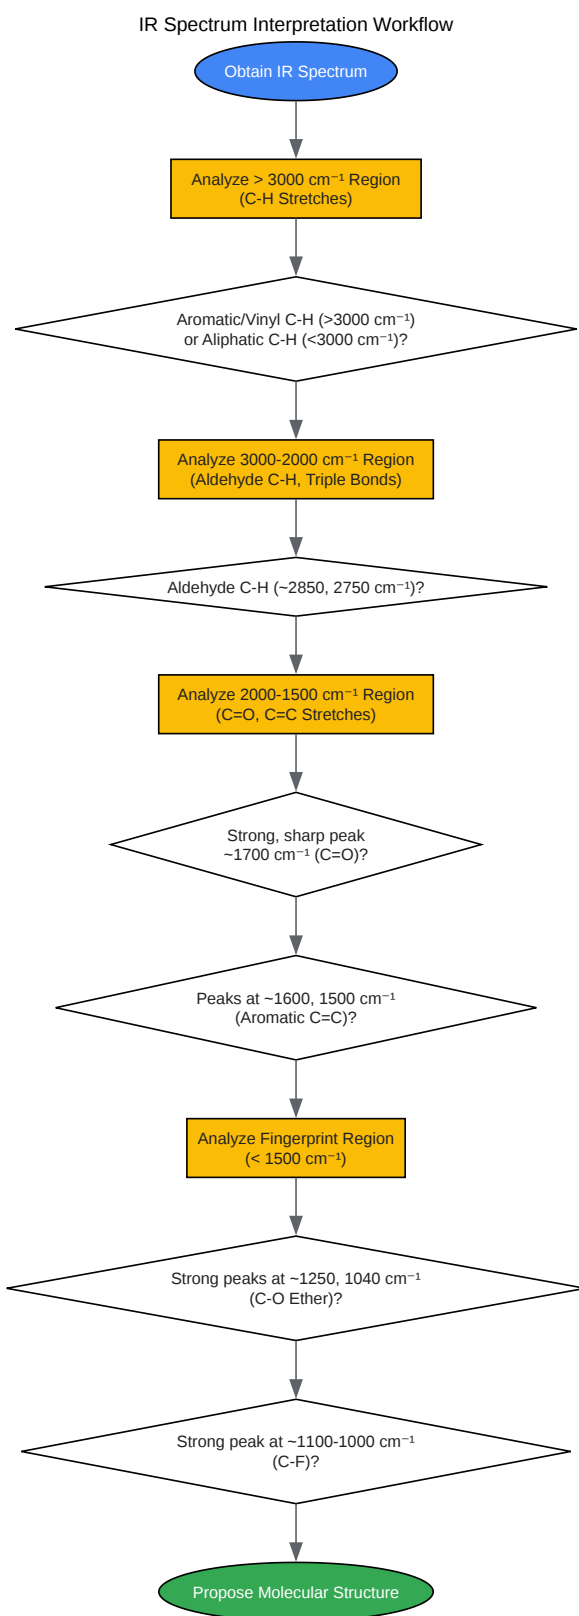 IR Spectrum Interpretation Workflow
Obtain IR Spectrum
Analyze > 3000 cm⁻¹ Region
(C-H Stretches)
Aromatic/Vinyl C-H (>3000 cm⁻¹)
or Aliphatic C-H (<3000 cm⁻¹)?
Analyze 3000-2000 cm⁻¹ Region
(Aldehyde C-H, Triple Bonds)
Aldehyde C-H (~2850, 2750 cm⁻¹)?
Analyze 2000-1500 cm⁻¹ Region
(C=O, C=C Stretches)
Strong, sharp peak
~1700 cm⁻¹ (C=O)?
Peaks at ~1600, 1500 cm⁻¹
(Aromatic C=C)?
Analyze Fingerprint Region
(< 1500 cm⁻¹)
Strong peaks at ~1250, 1040 cm⁻¹
(C-O Ether)?
Strong peak at ~1100-1000 cm⁻¹
(C-F)?
Propose Molecular Structure